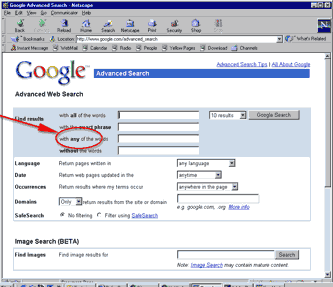 Google Advanced Search - Netscape
File Edit View Go Communicator Help
Back Reload Home Search Netscape Print Security Shop
Bookmarks Location: http://www.google.com/advanced_search What's Related
Instant Message WebMail Calendar Radio People Yellow Pages Download Channels
Google
Advanced Search Tips | All About Google
Advanced Search
Advanced Web Search
Find results with all of the words 10 results Google Search
with the exact phrase
with any of the words
without the words
Language Return pages written in any language
Date Return web pages updated in the anytime
Occurrences Return results where my terms occur anywhere in the page
Domains Only return results from the site or domain
e.g. google.com, .org More info
SafeSearch No filtering Filter using SafeSearch
Image Search (BETA)
Find images Find image results for Search
Note: Image Search may contain mature content.